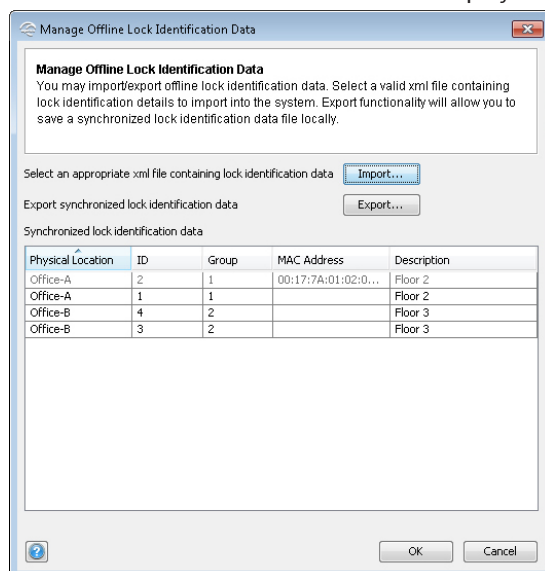 Manage Offline Lock Identification Data
Manage Offline Lock Identification Data
You may import/export offline lock identification data. Select a valid xml file containing
lock identification details to import into the system. Export functionality will allow you to
save a synchronized lock identification data file locally.
Select an appropriate xml file containing lock identification data Import...
Export synchronized lock identification data Export...
Synchronized lock identification data
Physical Location ID Group MAC Address Description
Office-A 2 1 00:17:7A:01:02:0... Floor 2
Office-A 1 1 Floor 2
Office-B 4 2 Floor 3
Office-B 3 2 Floor 3
? OK Cancel